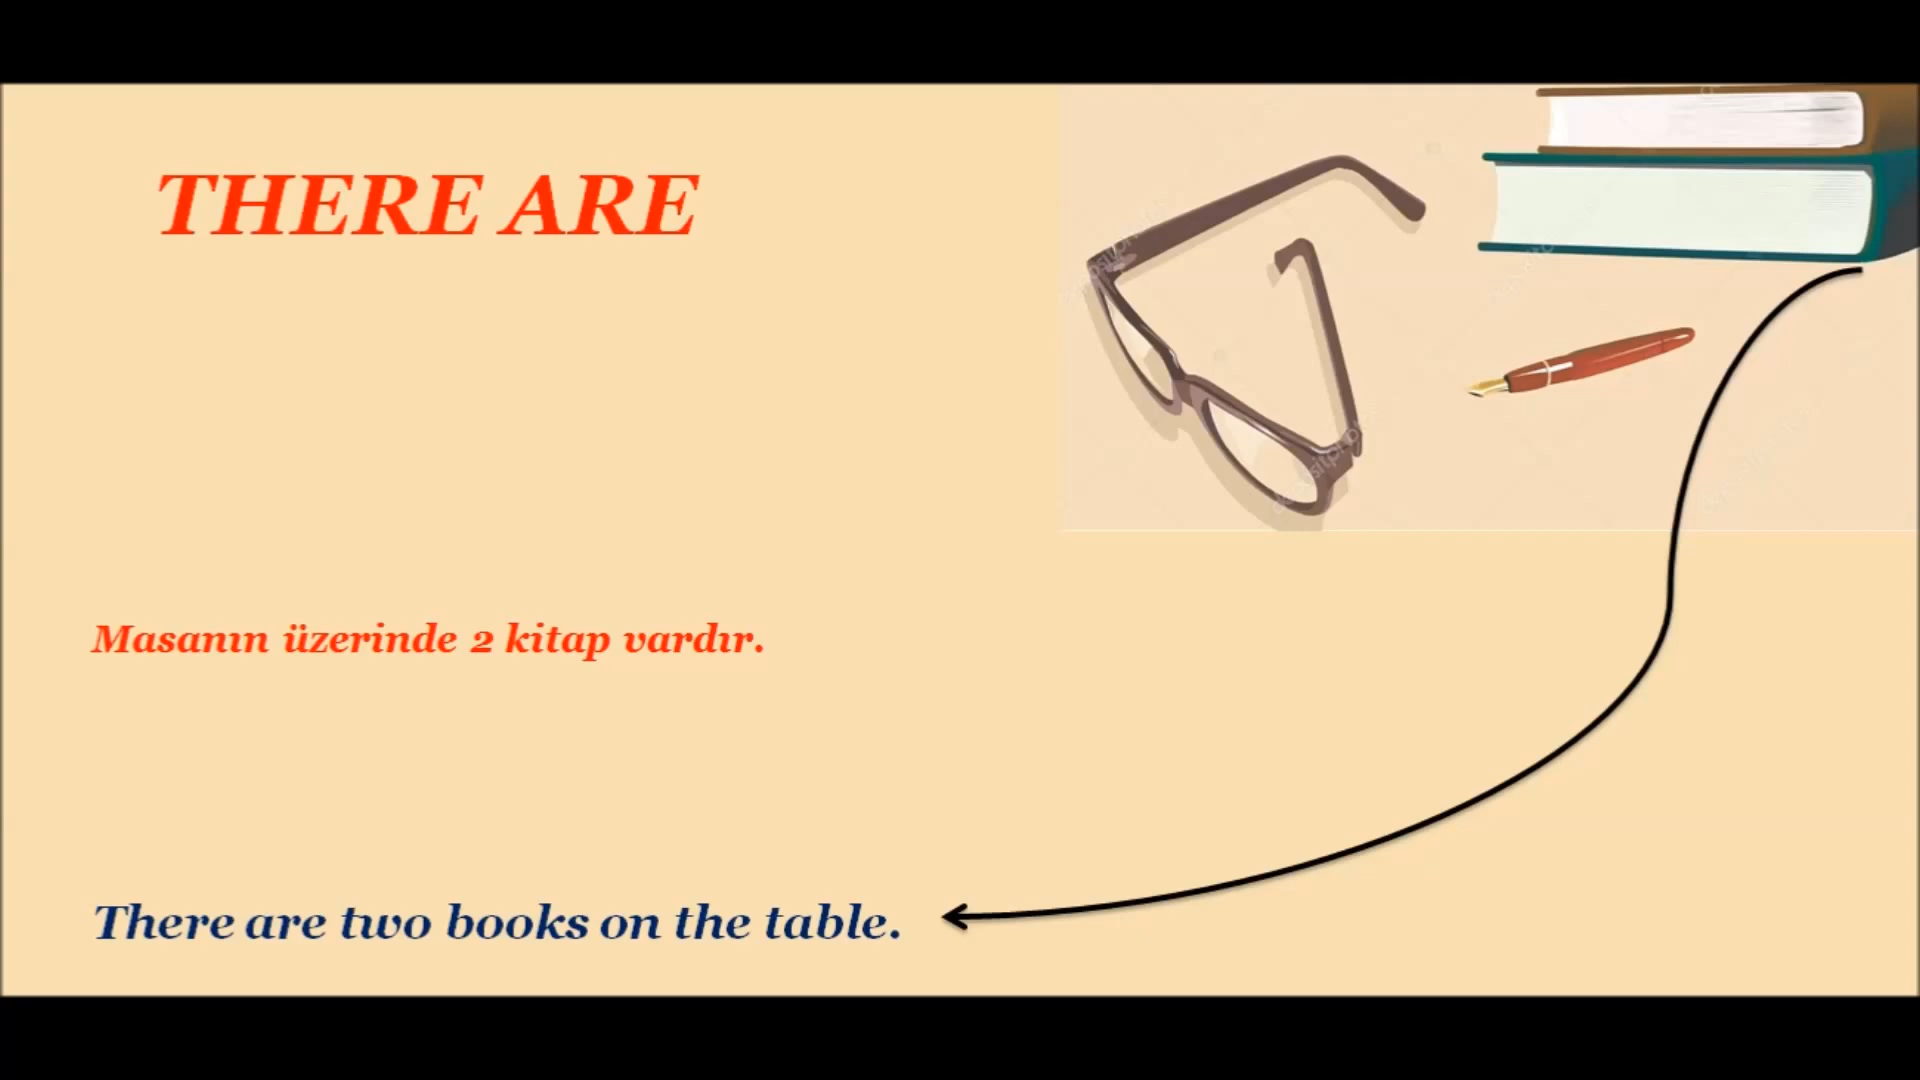 THERE ARE
Masanın üzerinde 2 kitap vardır.
There are two books on the table.